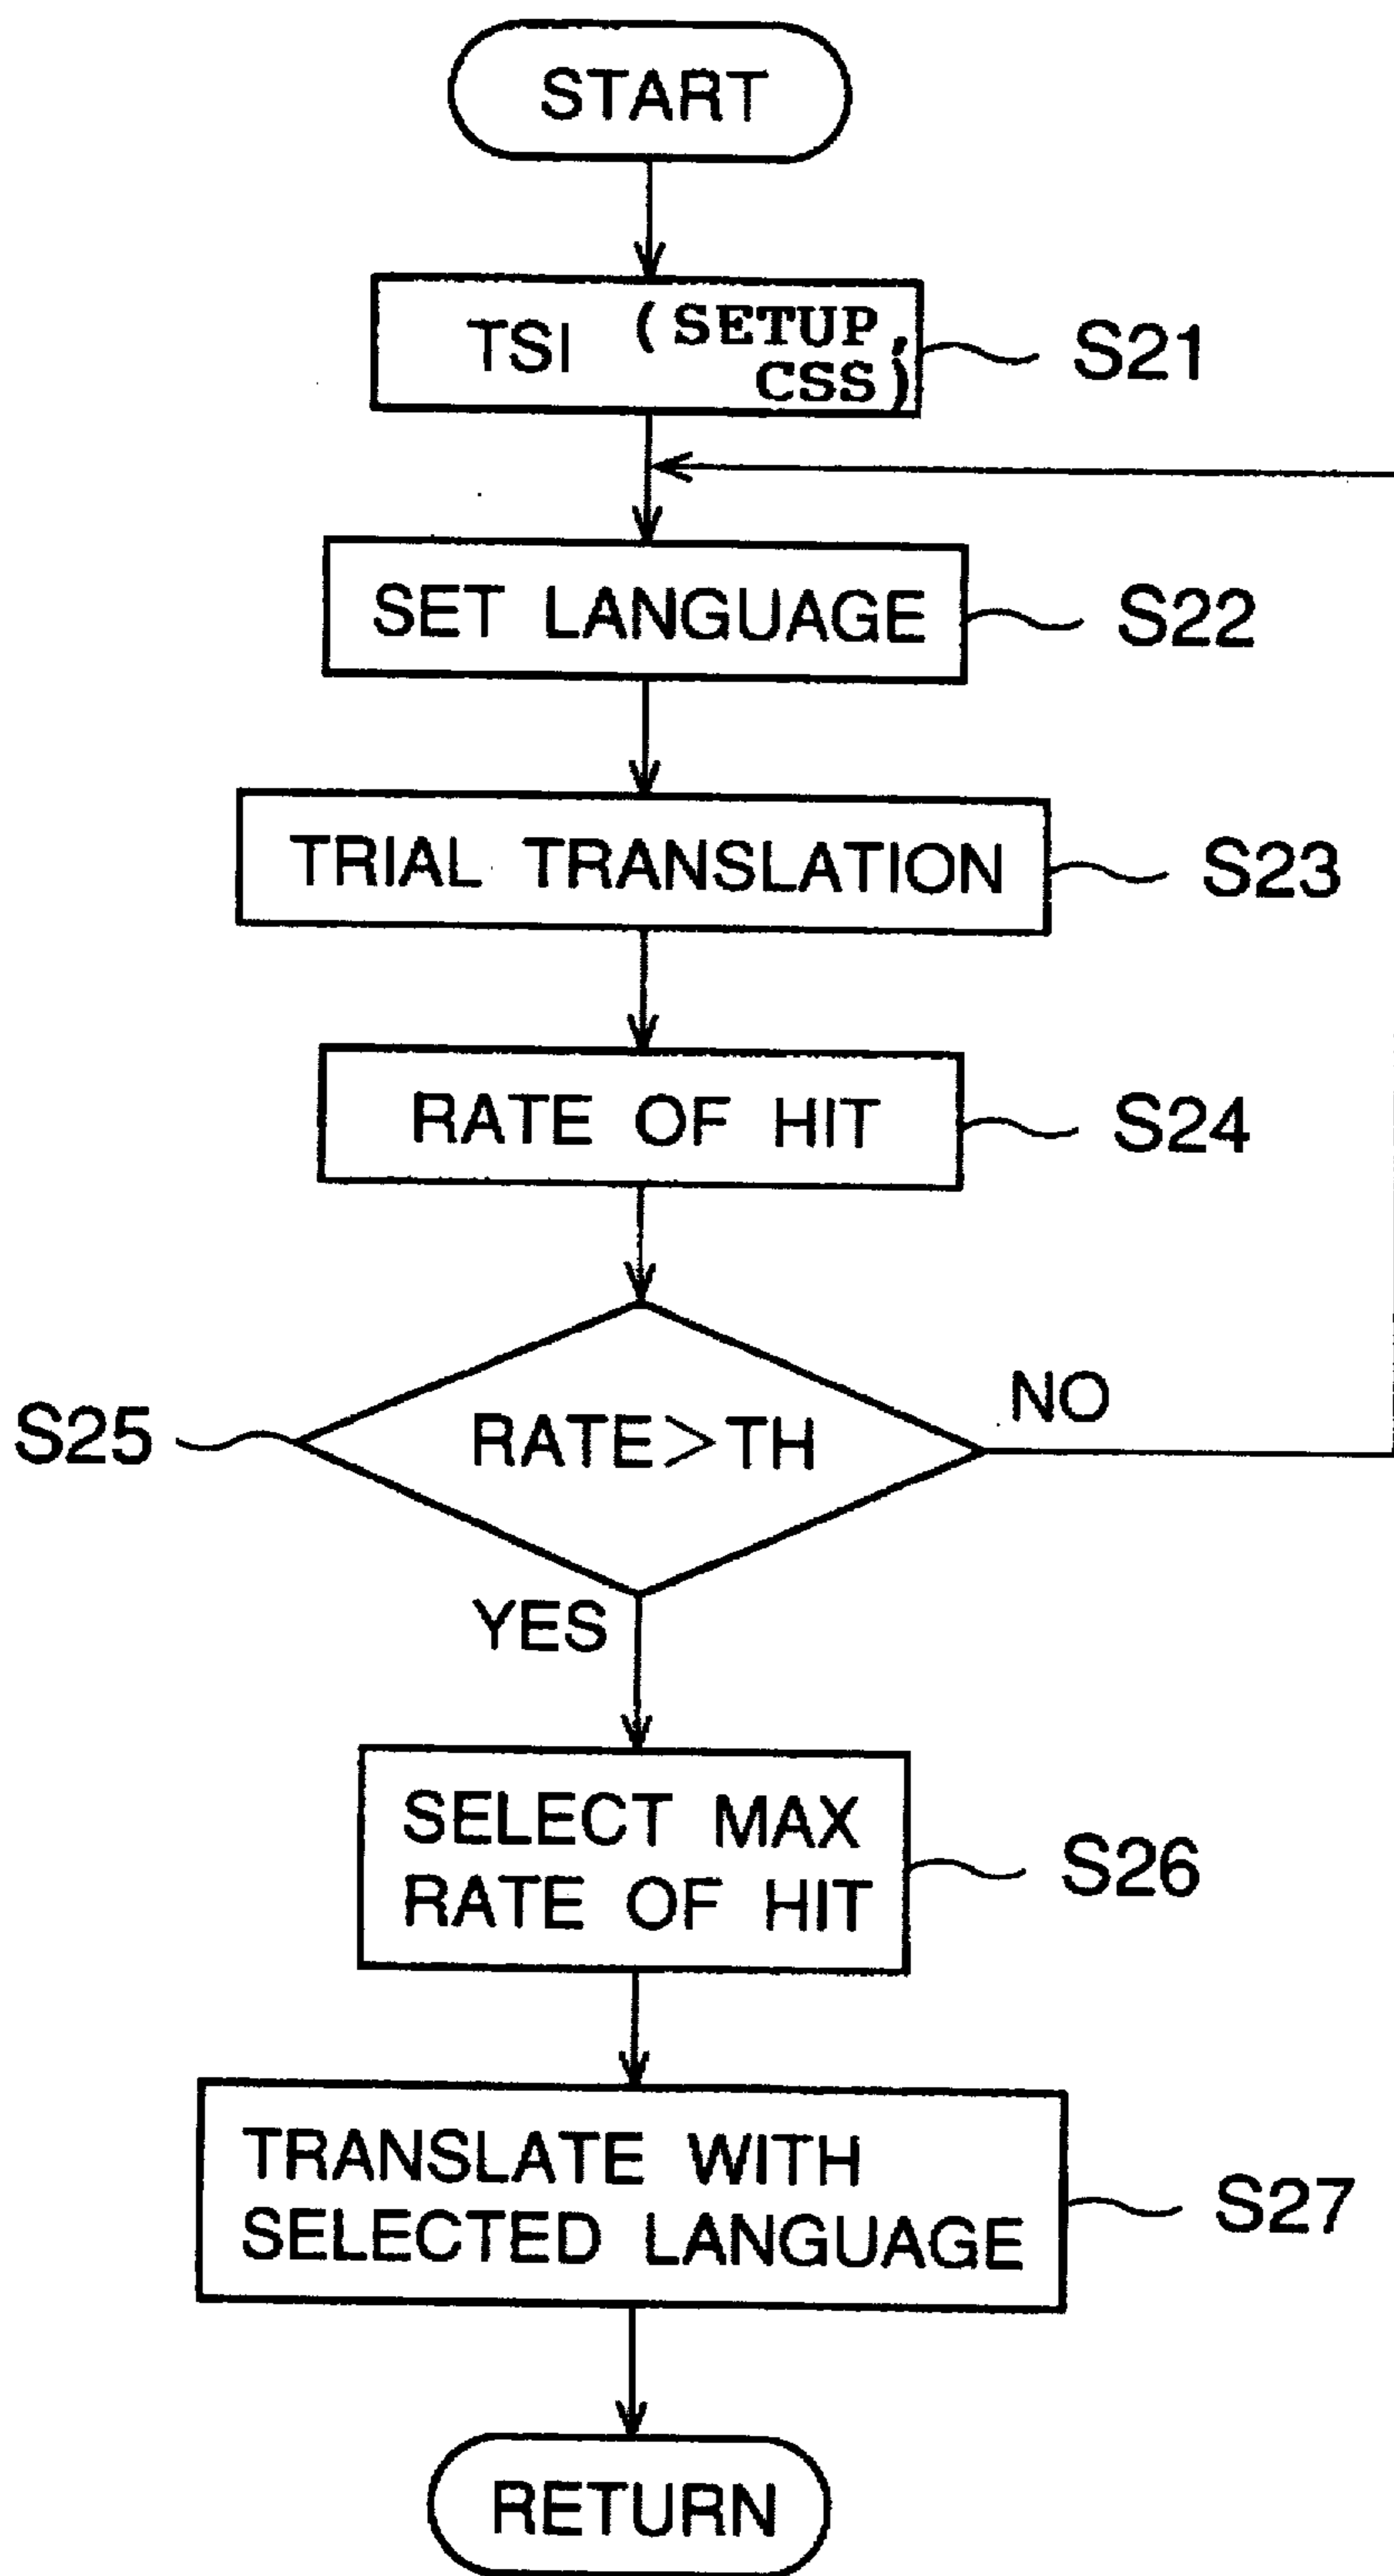 START
TSI (SETUP,
CSS)
S21
SET LANGUAGE
S22
TRIAL TRANSLATION
S23
RATE OF HIT
S24
S25
RATE>TH
NO
YES
SELECT MAX
RATE OF HIT
S26
TRANSLATE WITH
SELECTED LANGUAGE
S27
RETURN